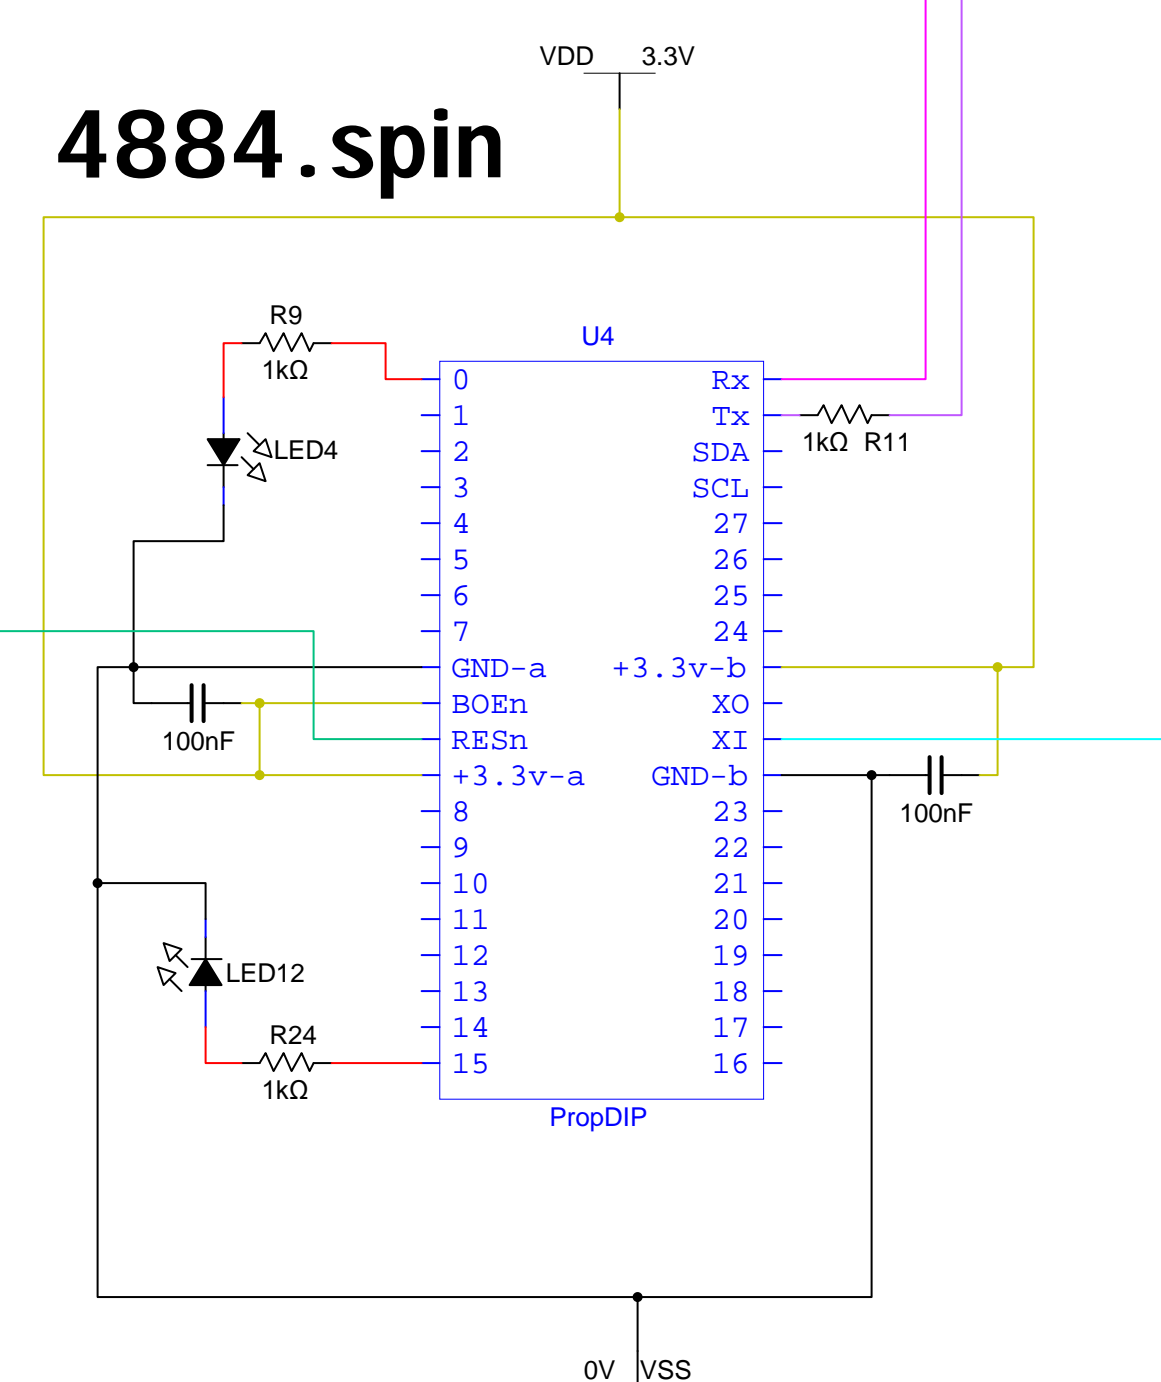 VDD 3.3V
4884.spin
R9
1kΩ
U4
LED4
0 Rx
1 Tx
1kΩ R11
2 SDA
3 SCL
4 27
5 26
6 25
7 24
GND-a +3.3v-b
BOEn XO
RESn XI
100nF
+3.3v-a GND-b
100nF
8 23
9 22
10 21
11 20
12 19
LED12
13 18
14 17
R24
15 16
1kΩ
PropDIP
0V VSS